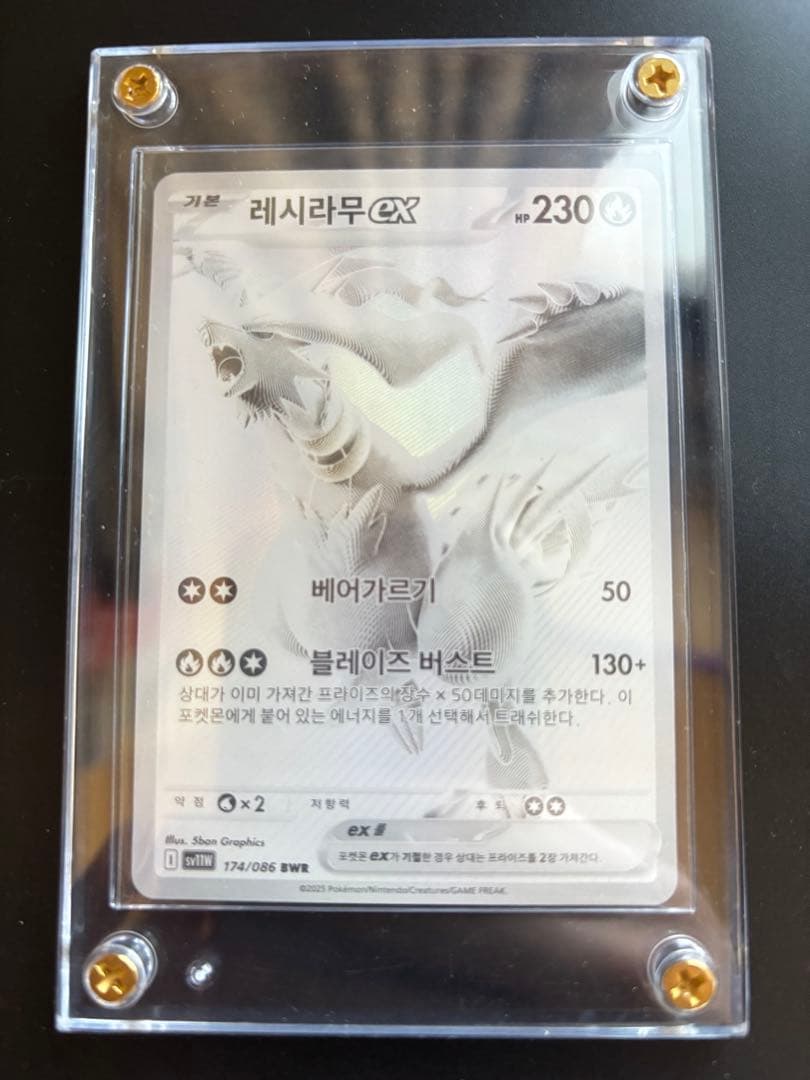 기본 레시라무ex HP230
베어가르기 50
블레이즈 버스트 130+
상대가 이미 가져간 프라이즈의 장수 × 50데미지를 추가한다. 이
포켓몬에게 붙어 있는 에너지를 1개 선택해서 트래쉬한다.
약점 ×2 저항력 후퇴
Illus. 5ban Graphics
ex룰
I sv11W 174/086 BWR
포켓몬 ex가 기절한 경우 상대는 프라이즈를 2장 가져간다.
©2025 Pokémon/Nintendo/Creatures/GAME FREAK.